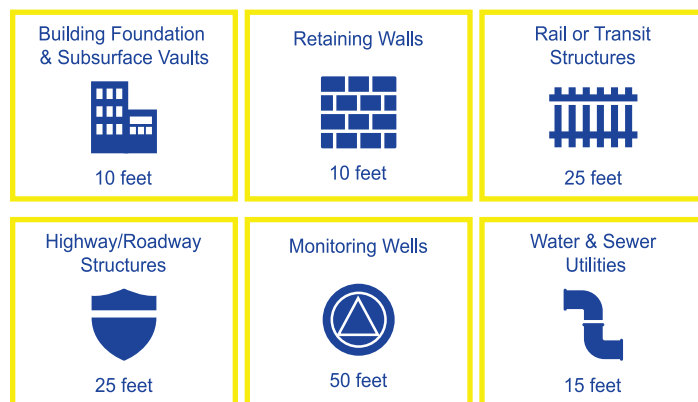 Building Foundation
& Subsurface Vaults
10 feet
Retaining Walls
10 feet
Rail or Transit
Structures
25 feet
Highway/Roadway
Structures
25 feet
Monitoring Wells
50 feet
Water & Sewer
Utilities
15 feet